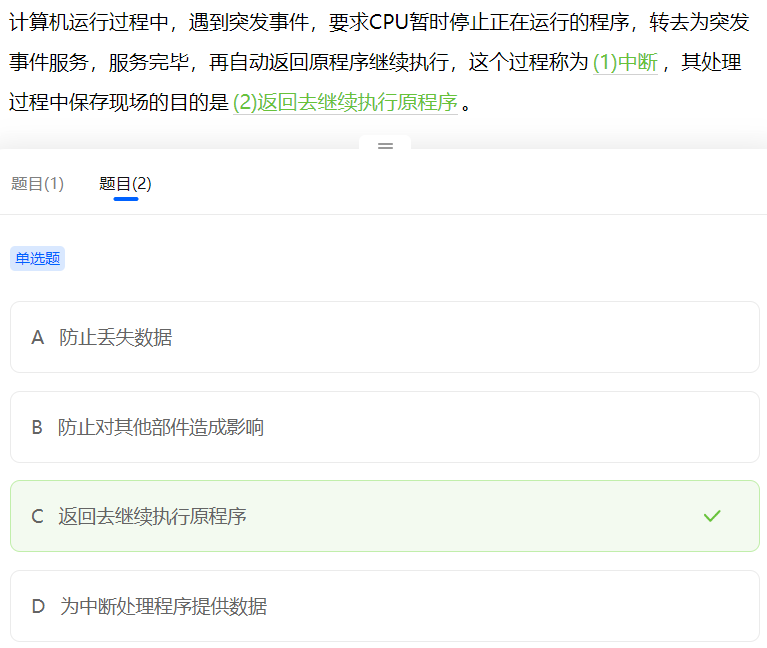 计算机运行过程中，遇到突发事件，要求CPU暂时停止正在运行的程序，转去为突发
事件服务，服务完毕，再自动返回原程序继续执行，这个过程称为 (1)中断 ，其处理
过程中保存现场的目的是 (2)返回去继续执行原程序 。
题目(1) 题目(2)
单选题
A 防止丢失数据
B 防止对其他部件造成影响
C 返回去继续执行原程序
D 为中断处理程序提供数据